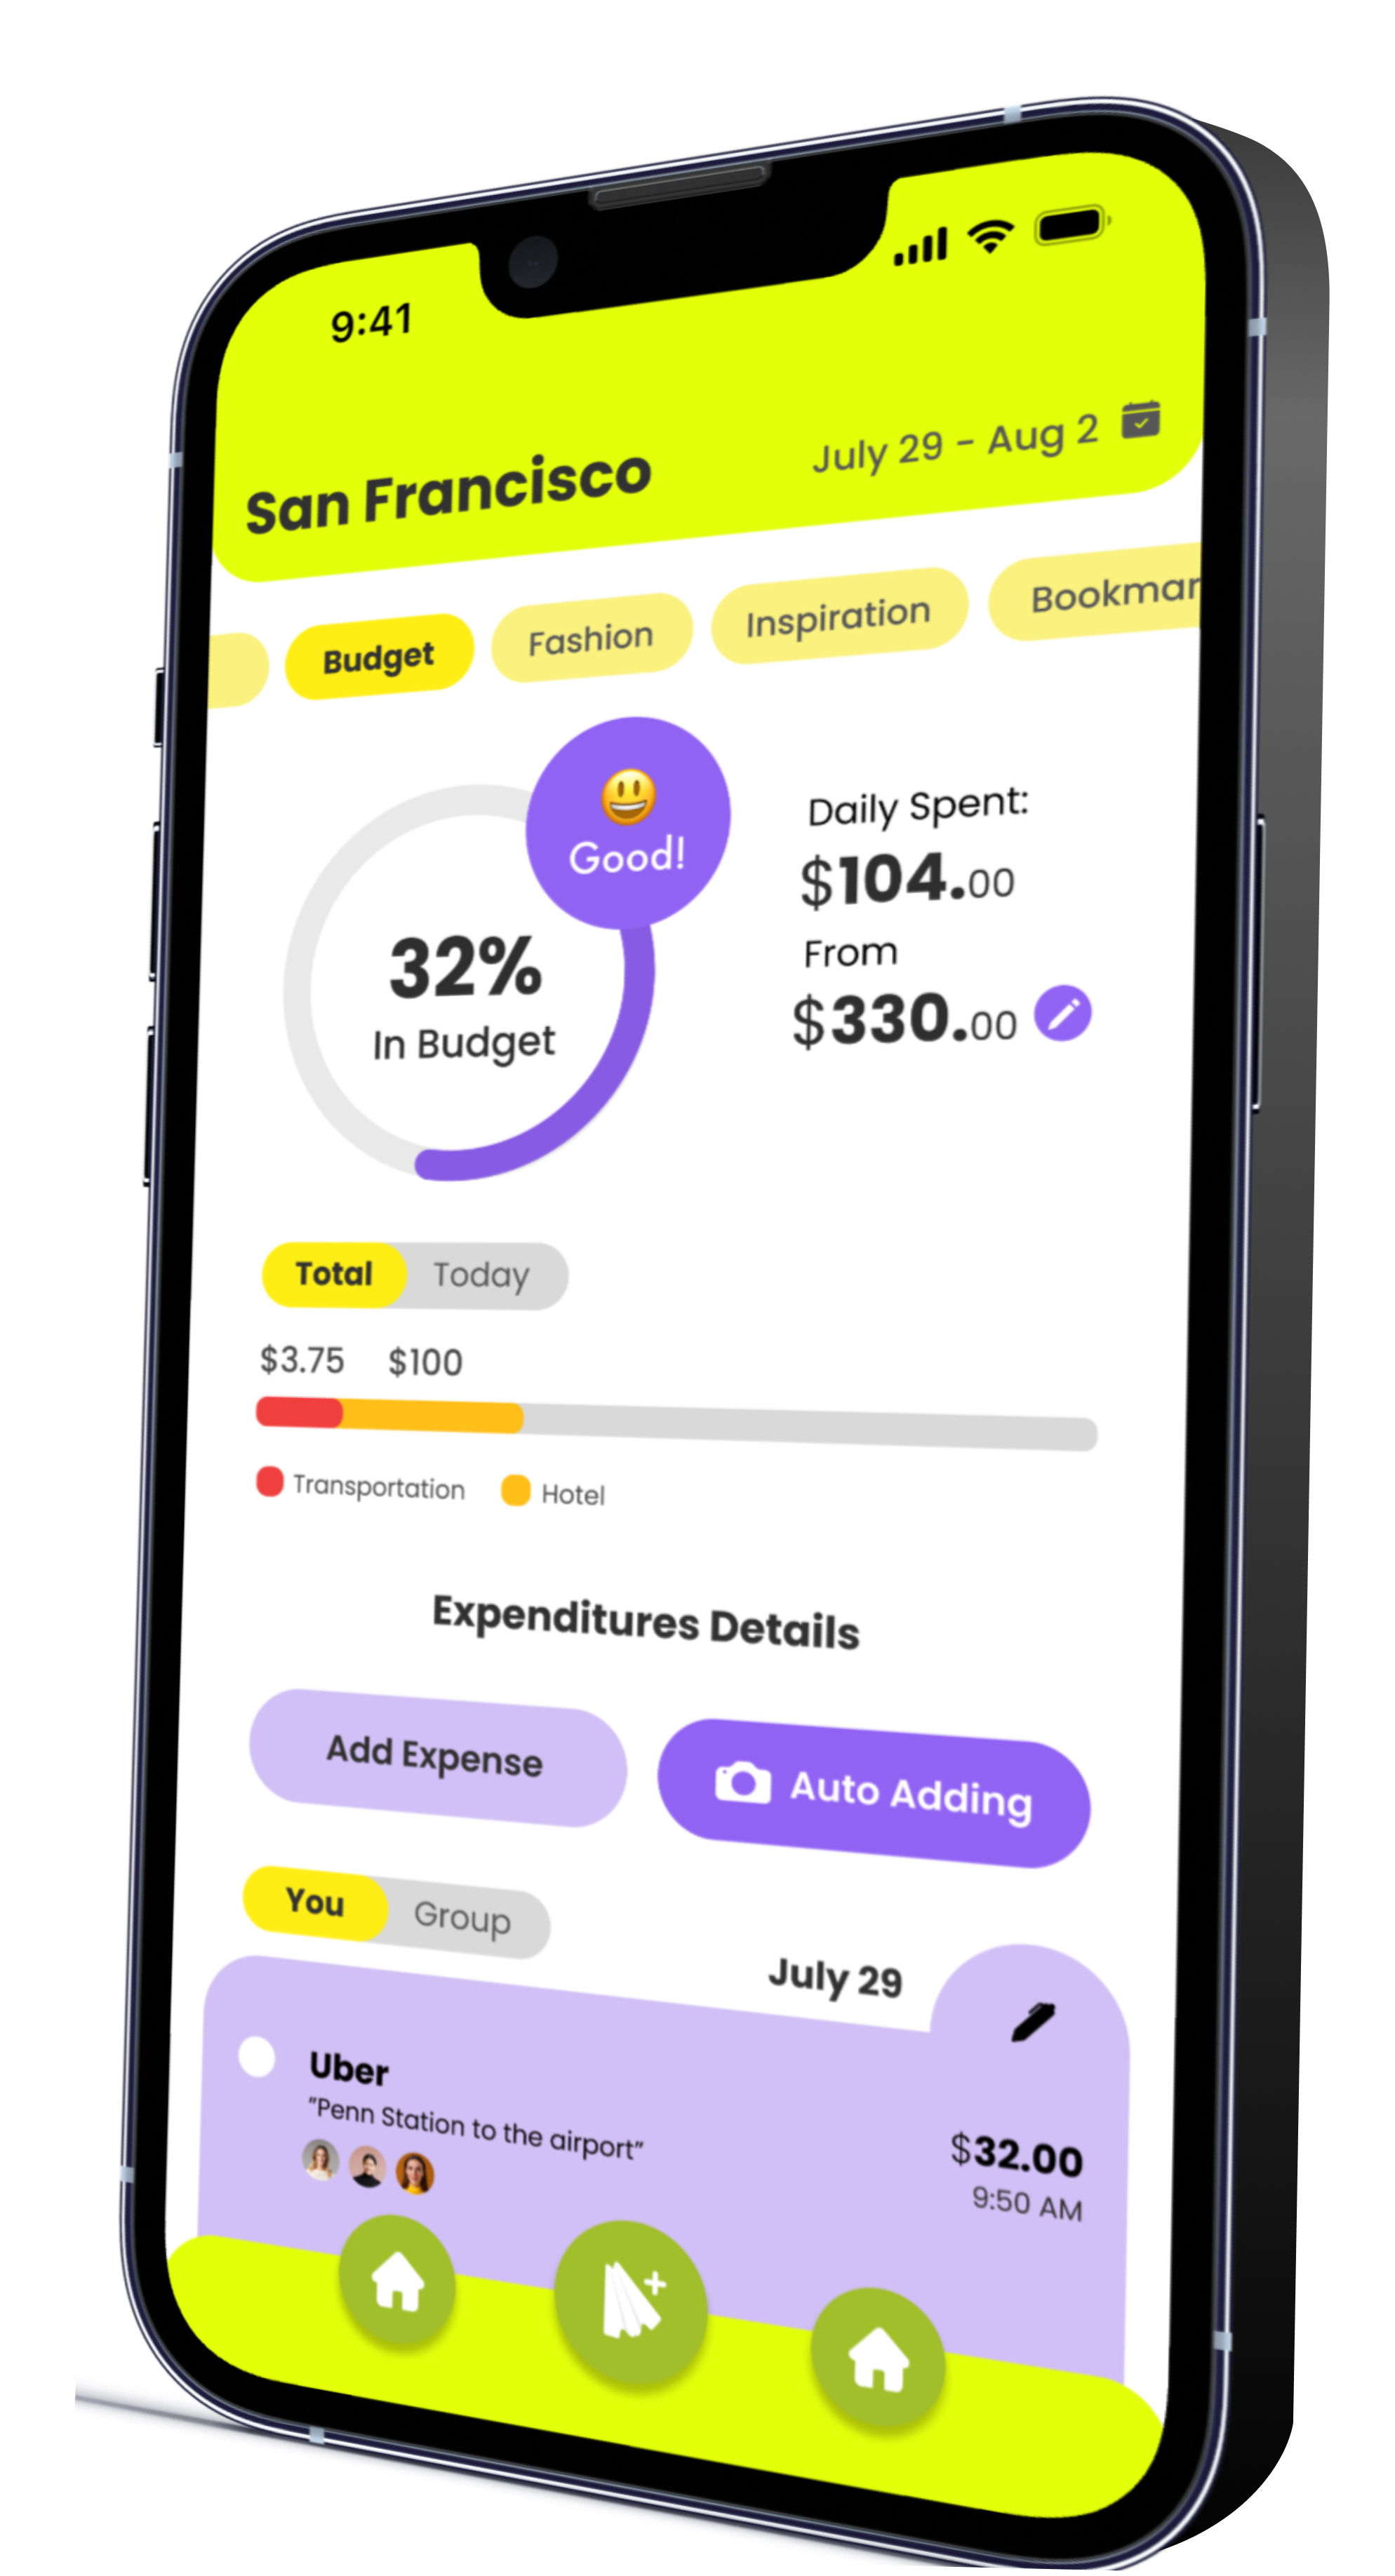 9:41
San Francisco
July 29 - Aug 2
Budget
Fashion
Inspiration
Bookmar
Good!
32%
In Budget
Daily Spent:
$104.00
From
$330.00
Total
Today
$3.75
$100
Transportation
Hotel
Expenditures Details
Add Expense
Auto Adding
You
Group
July 29
Uber
"Penn Station to the airport"
$32.00
9:50 AM